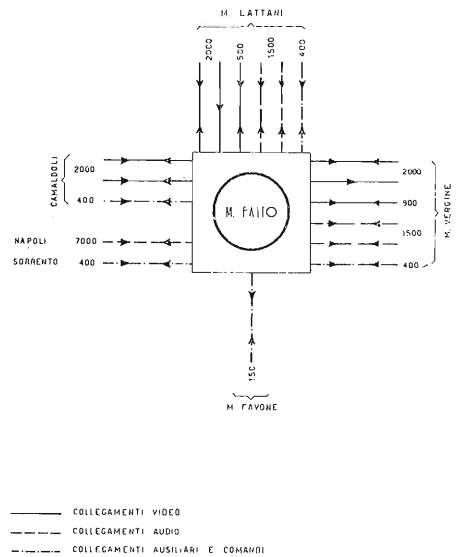 M. LATTANI
2000
500
1500
400
CAMALDOLI
2000
400
NAPOLI 7000
SORRENTO 400
M. FAITO
2000
900
1500
400
M. VERGINE
150
M. FAVONE
COLLEGAMENTI VIDEO
COLLEGAMENTI AUDIO
COLLEGAMENTI AUSILIARI E COMANDI